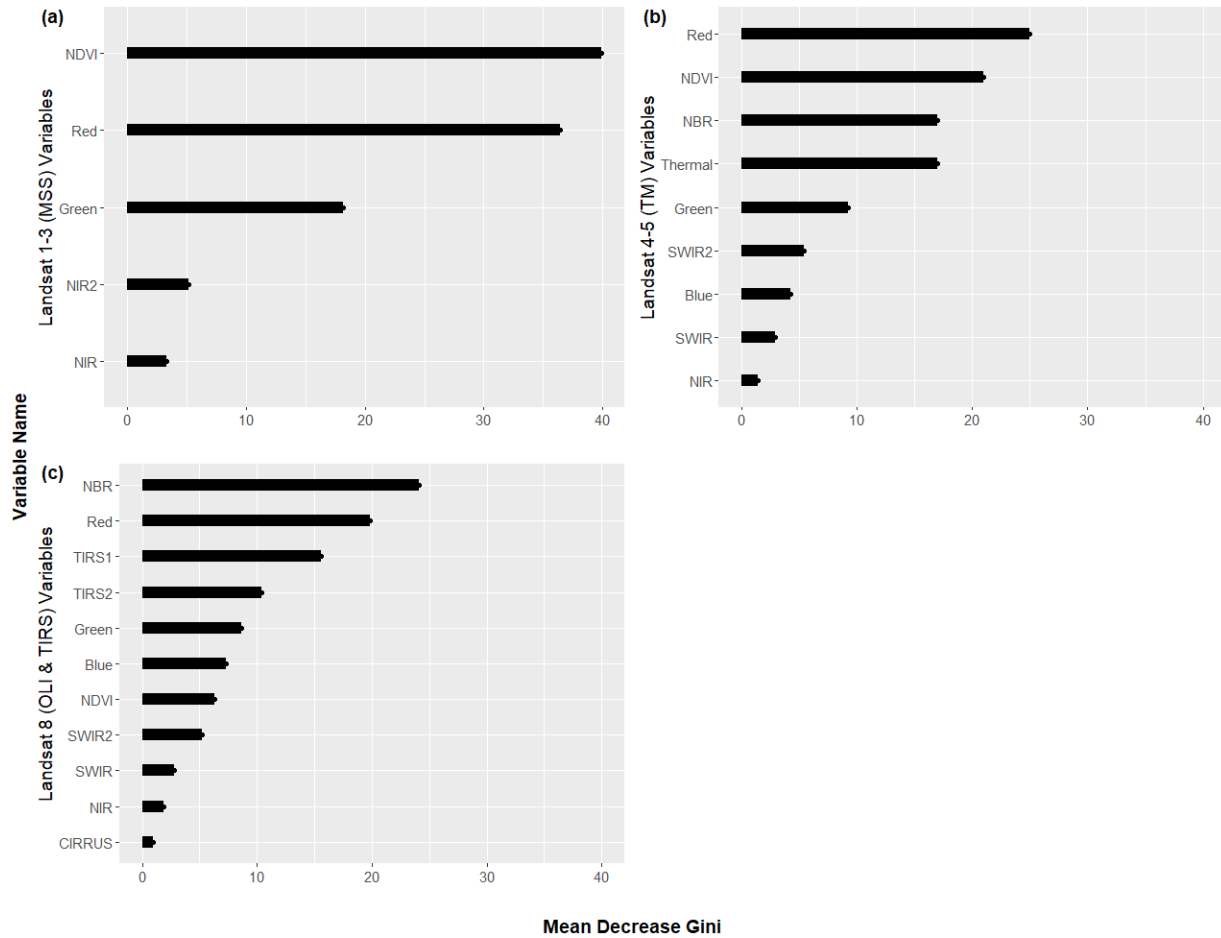 Variable Name
(a)
Landsat 1-3 (MSS) Variables
NDVI
Red
Green
NIR2
NIR
0 10 20 30 40
(b)
Landsat 4-5 (TM) Variables
Red
NDVI
NBR
Thermal
Green
SWIR2
Blue
SWIR
NIR
0 10 20 30 40
(c)
Landsat 8 (OLI & TIRS) Variables
NBR
Red
TIRS1
TIRS2
Green
Blue
NDVI
SWIR2
SWIR
NIR
CIRRUS
0 10 20 30 40
Mean Decrease Gini